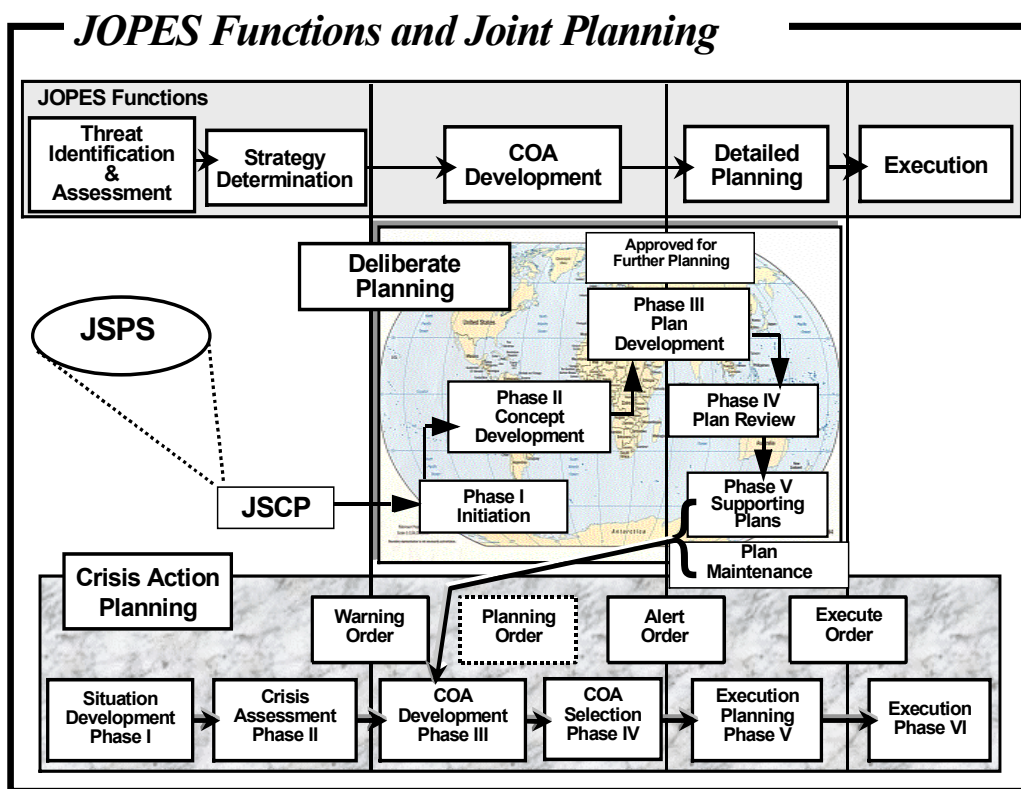 JOPES Functions and Joint Planning
JOPES Functions
Threat
Identification
&
Assessment
Strategy
Determination
COA
Development
Detailed
Planning
Execution
Deliberate
Planning
Approved for
Further Planning
Phase III
Plan
Development
JSPS
United States
Phase II
Concept
Development
Phase IV
Plan Review
Australia
JSCP
Phase I
Initiation
Phase V
Supporting
Plans
Antarctica
Plan
Maintenance
Crisis Action
Planning
Warning
Order
Planning
Order
Alert
Order
Execute
Order
Situation
Development
Phase I
Crisis
Assessment
Phase II
COA
Development
Phase III
COA
Selection
Phase IV
Execution
Planning
Phase V
Execution
Phase VI